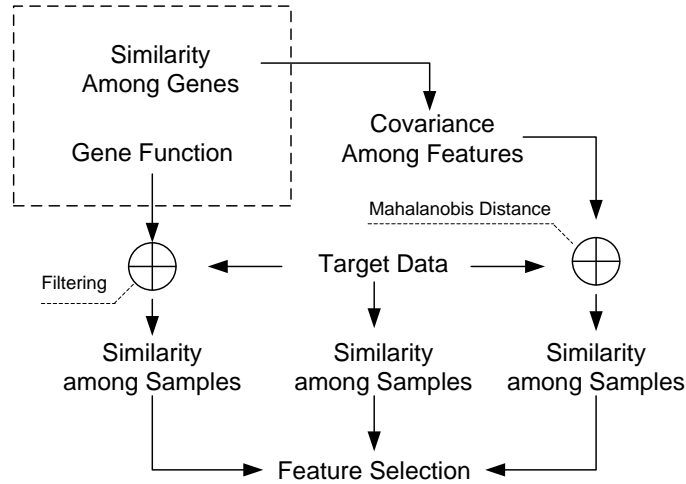 Similarity
Among Genes
Covariance
Among Features
Gene Function
Mahalanobis Distance
Target Data
Filtering
Similarity
among Samples
Similarity
among Samples
Similarity
among Samples
Feature Selection